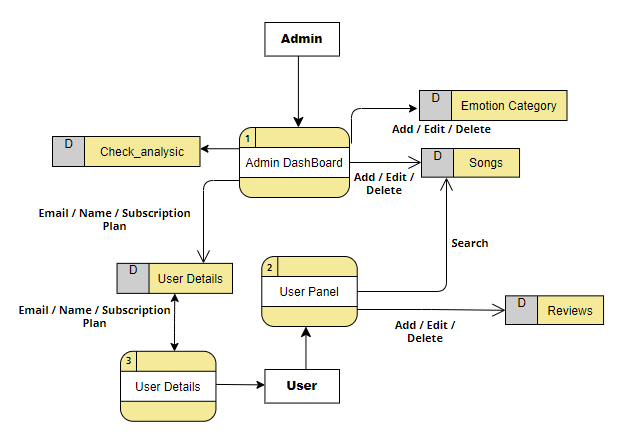 Admin
D
Emotion Category
Add / Edit / Delete
1
D
Check_analysic
Admin DashBoard
D
Songs
Add / Edit /
Delete
Email / Name / Subscription
Plan
Search
D
User Details
2
User Panel
D
Reviews
Email / Name / Subscription
Plan
Add / Edit /
Delete
3
User Details
User